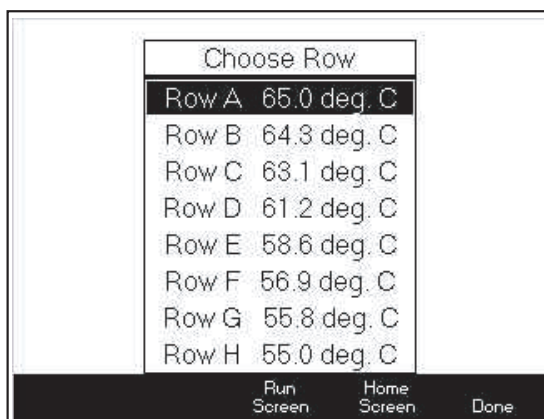 Choose Row
Row A 65.0 deg. C
Row B 64.3 deg. C
Row C 63.1 deg. C
Row D 61.2 deg. C
Row E 58.6 deg. C
Row F 56.9 deg. C
Row G 55.8 deg. C
Row H 55.0 deg. C
Run Screen
Home Screen
Done